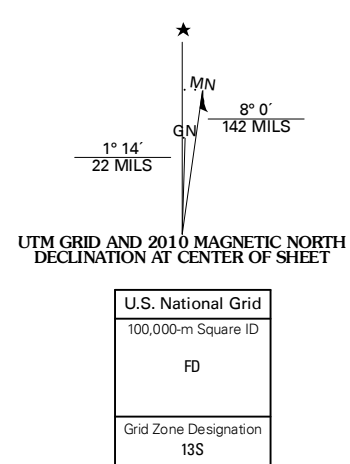 MN
GN
8° 0´
142 MILS
1° 14´
22 MILS
UTM GRID AND 2010 MAGNETIC NORTH
DECLINATION AT CENTER OF SHEET
U.S. National Grid
100,000-m Square ID
FD
Grid Zone Designation
13S